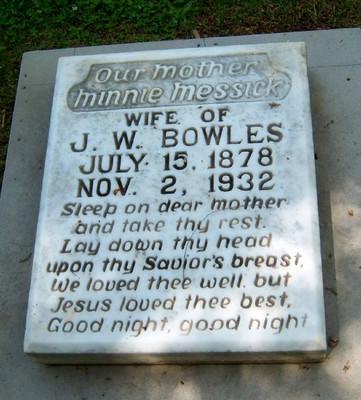 Our mother
minnie messick
WIFE OF
J. W. BOWLES
JULY 15, 1878
NOV. 2, 1932
Sleep on dear mother
and take thy rest.
Lay down thy head
upon thy Savior's breast,
We loved thee well, but
Jesus loved thee best,
Good night, good night